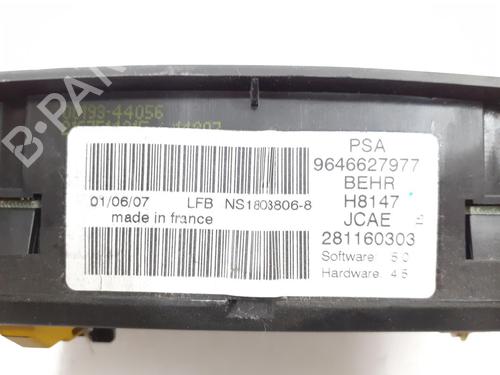 PSA
9646627977
BEHR
H8147
JCAE
281160303
Software 5.0
Hardware 4.5
01/06/07 LFB NS1803806-8
made in france